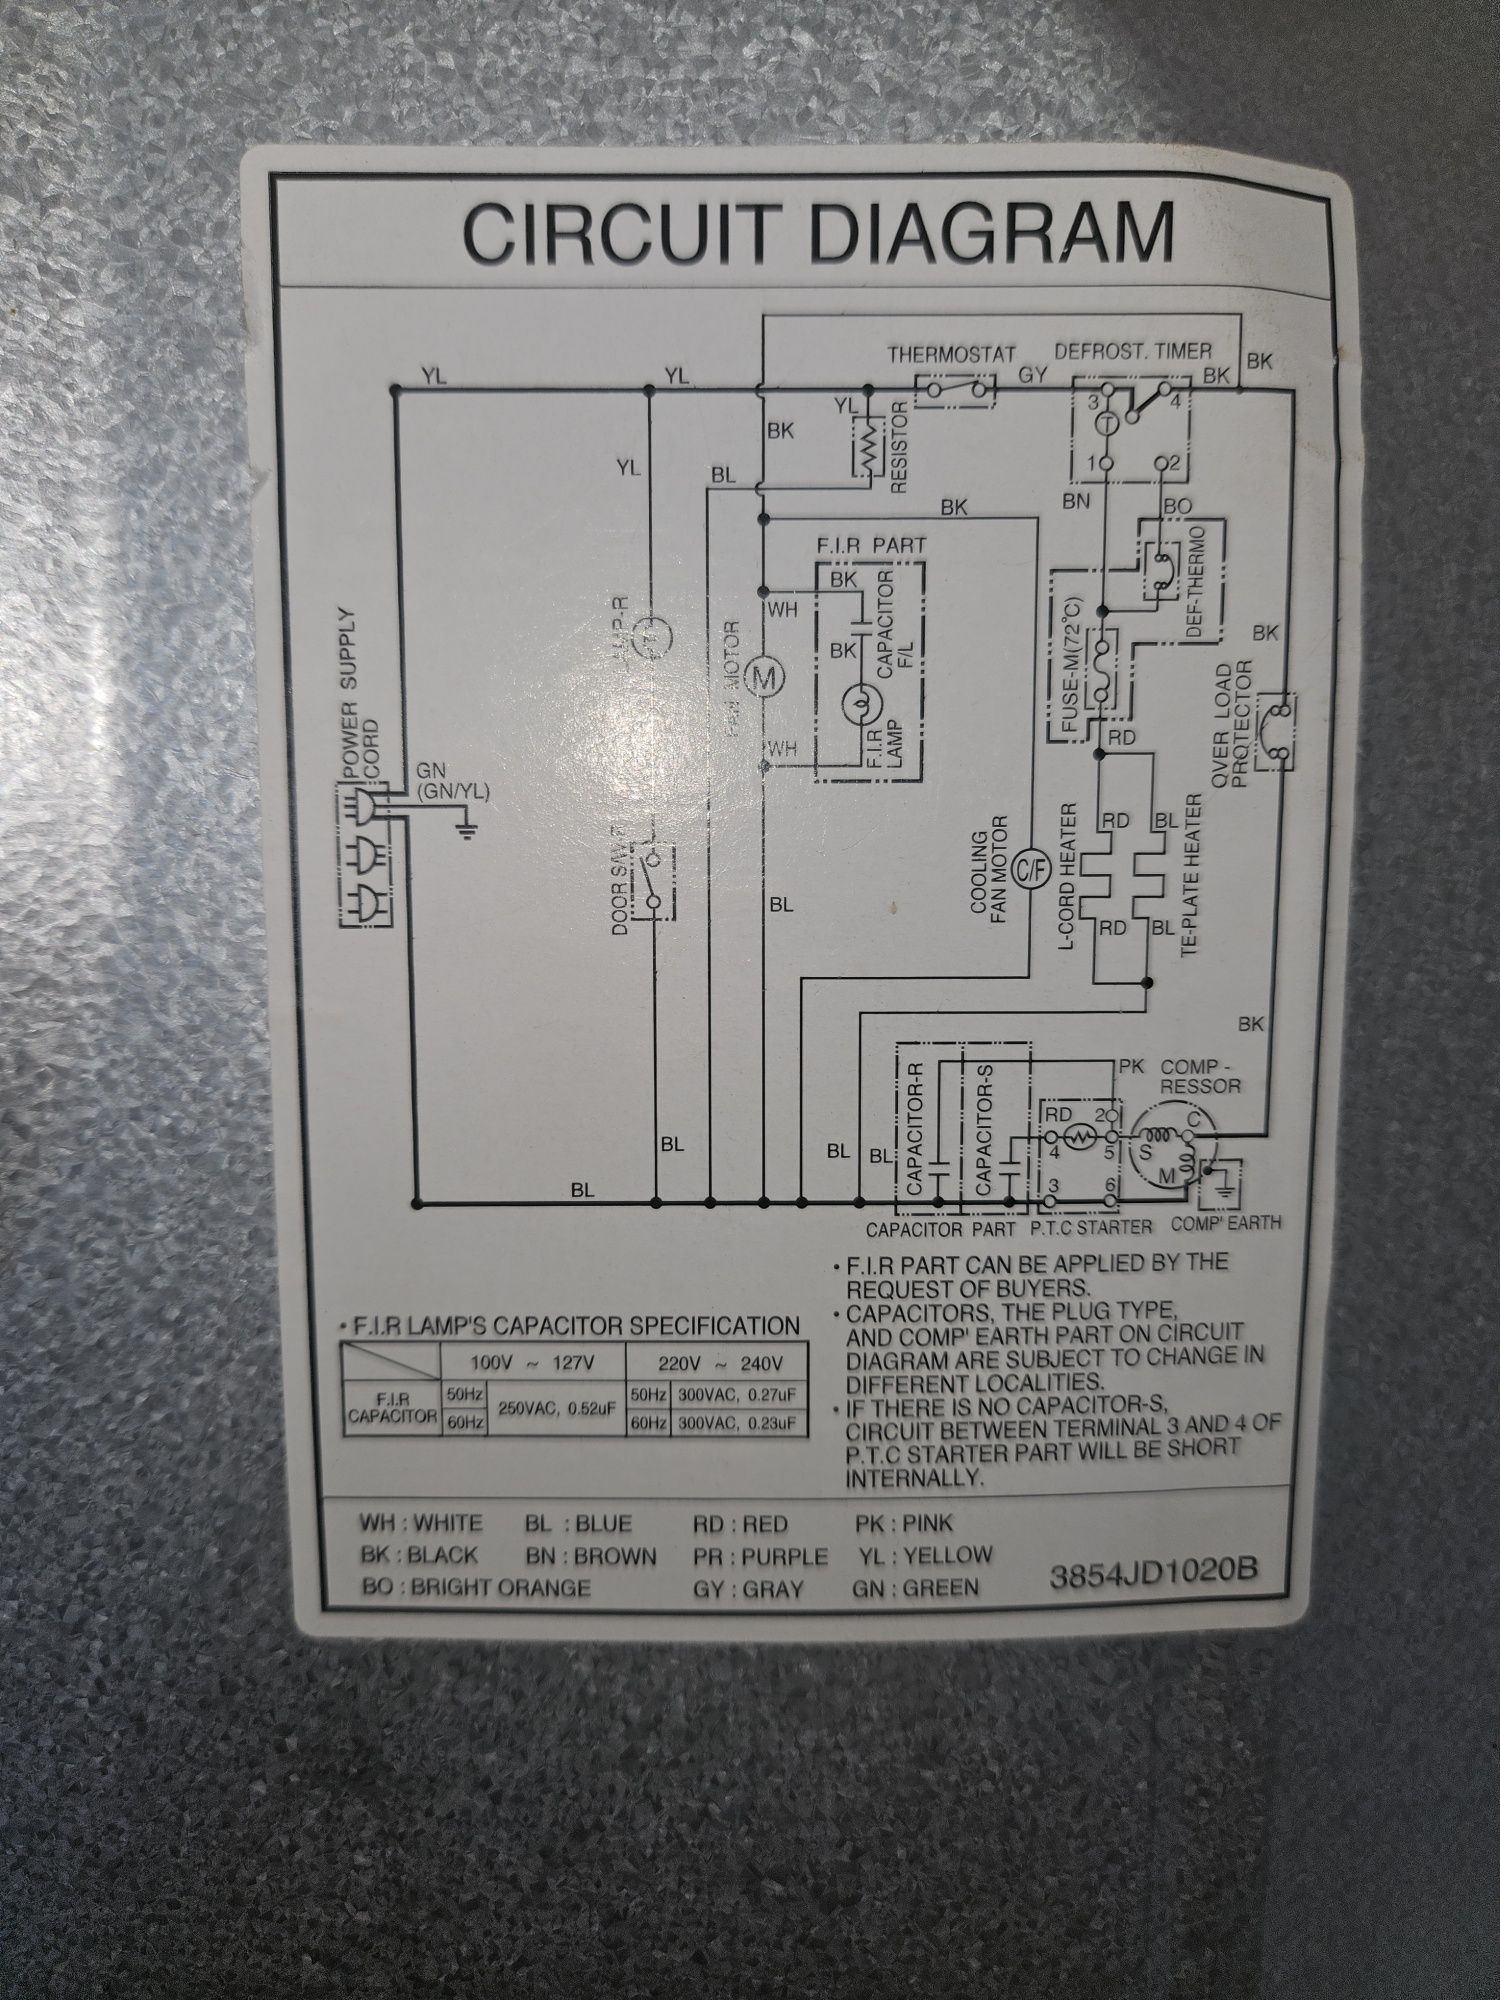 CIRCUIT DIAGRAM
THERMOSTAT
DEFROST. TIMER
YL
YL
GY
BK
BK
3
4
T
1
2
YL
RESISTOR
BK
YL
BL
BK
BN
BO
F.I.R PART
BK
CAPACITOR
F/L
BK
F.I.R
LAMP
WH
WH
FAN MOTOR
M
DEF-THERMO
FUSE-M(72°C)
BK
OVER LOAD
PROTECTOR
POWER SUPPLY
CORD
GN
(GN/YL)
RD
RD
BL
L-CORD HEATER
TE-PLATE HEATER
RD
BL
COOLING
FAN MOTOR
C/F
BL
BK
DOOR
BL
BL
BL
BL
CAPACITOR-R
CAPACITOR-S
PK
COMP -
RESSOR
RD
2
4
5
3
6
C
S
M
CAPACITOR PART
P.T.C STARTER
COMP' EARTH
• F.I.R PART CAN BE APPLIED BY THE
REQUEST OF BUYERS.
• CAPACITORS, THE PLUG TYPE,
AND COMP' EARTH PART ON CIRCUIT
DIAGRAM ARE SUBJECT TO CHANGE IN
DIFFERENT LOCALITIES.
• IF THERE IS NO CAPACITOR-S,
CIRCUIT BETWEEN TERMINAL 3 AND 4 OF
P.T.C STARTER PART WILL BE SHORT
INTERNALLY.
• F.I.R LAMP'S CAPACITOR SPECIFICATION
100V ~ 127V
220V ~ 240V
F.I.R
CAPACITOR
50Hz
60Hz
250VAC, 0.52uF
50Hz 300VAC, 0.27uF
60Hz 300VAC, 0.23uF
WH : WHITE BL : BLUE RD : RED PK : PINK
BK : BLACK BN : BROWN PR : PURPLE YL : YELLOW
BO : BRIGHT ORANGE GY : GRAY GN : GREEN
3854JD1020B